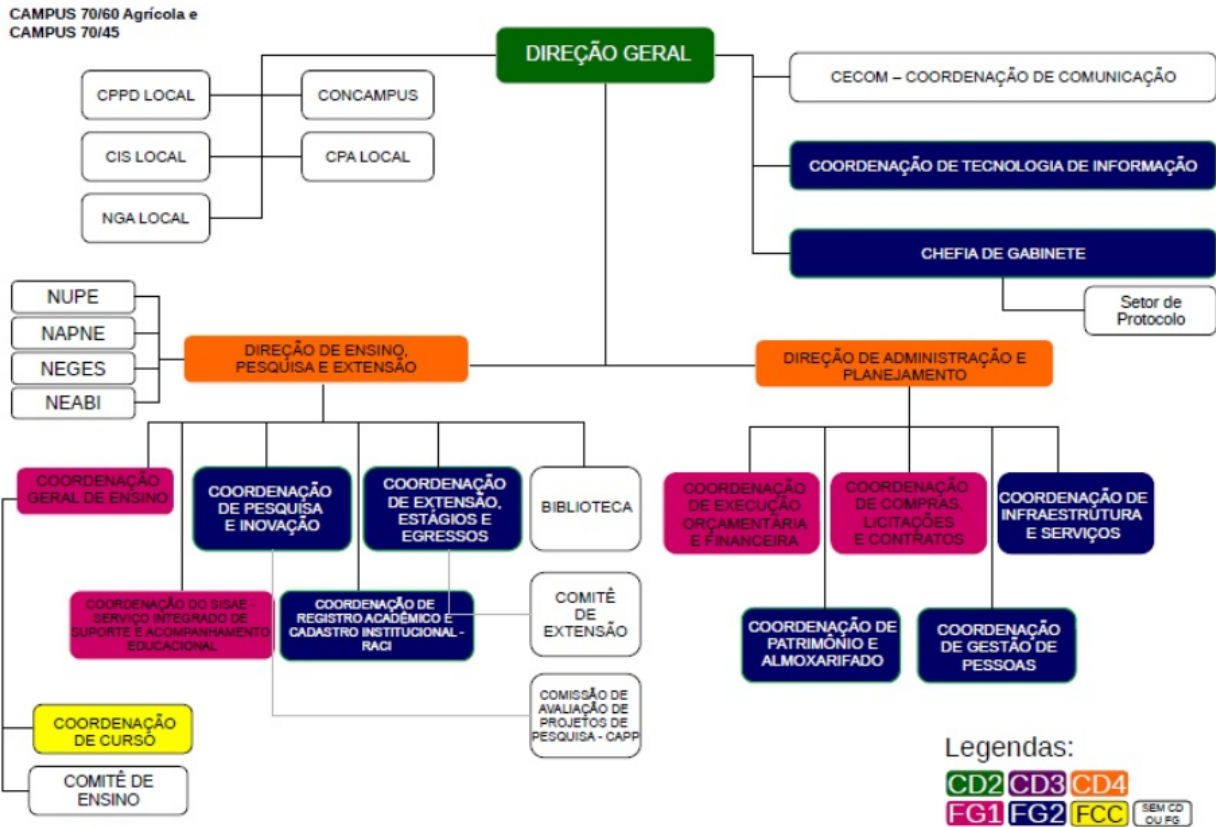 CAMPUS 70/60 Agrícola e
CAMPUS 70/45
DIREÇÃO GERAL
CPPD LOCAL
CONCAMPUS
CIS LOCAL
CPA LOCAL
NGA LOCAL
CECOM – COORDENAÇÃO DE COMUNICAÇÃO
COORDENAÇÃO DE TECNOLOGIA DE INFORMAÇÃO
CHEFIA DE GABINETE
Setor de
Protocolo
NUPE
NAPNE
NEGES
NEABI
DIREÇÃO DE ENSINO,
PESQUISA E EXTENSÃO
DIREÇÃO DE ADMINISTRAÇÃO E
PLANEJAMENTO
COORDENAÇÃO
GERAL DE ENSINO
COORDENAÇÃO
DE PESQUISA
E INOVAÇÃO
COORDENAÇÃO
DE EXTENSÃO,
ESTÁGIOS E
EGRESSOS
BIBLIOTECA
COORDENAÇÃO
DE EXECUÇÃO
ORÇAMENTÁRIA
E FINANCEIRA
COORDENAÇÃO
DE COMPRAS,
LICITAÇÕES
E CONTRATOS
COORDENAÇÃO DE
INFRAESTRUTURA
E SERVIÇOS
COORDENAÇÃO DO SISAE -
SERVIÇO INTEGRADO DE
SUPORTE E ACOMPANHAMENTO
EDUCACIONAL
COORDENAÇÃO DE
REGISTRO ACADÊMICO E
CADASTRO INSTITUCIONAL -
RACI
COMITÊ
DE
EXTENSÃO
COORDENAÇÃO DE
PATRIMÔNIO E
ALMOXARIFADO
COORDENAÇÃO
DE GESTÃO DE
PESSOAS
COMISSÃO DE
AVALIAÇÃO DE
PROJETOS DE
PESQUISA - CAPP
COORDENAÇÃO
DE CURSO
COMITÊ DE
ENSINO
Legendas:
CD2 CD3 CD4
FG1 FG2 FCC SEM CD
OU FG